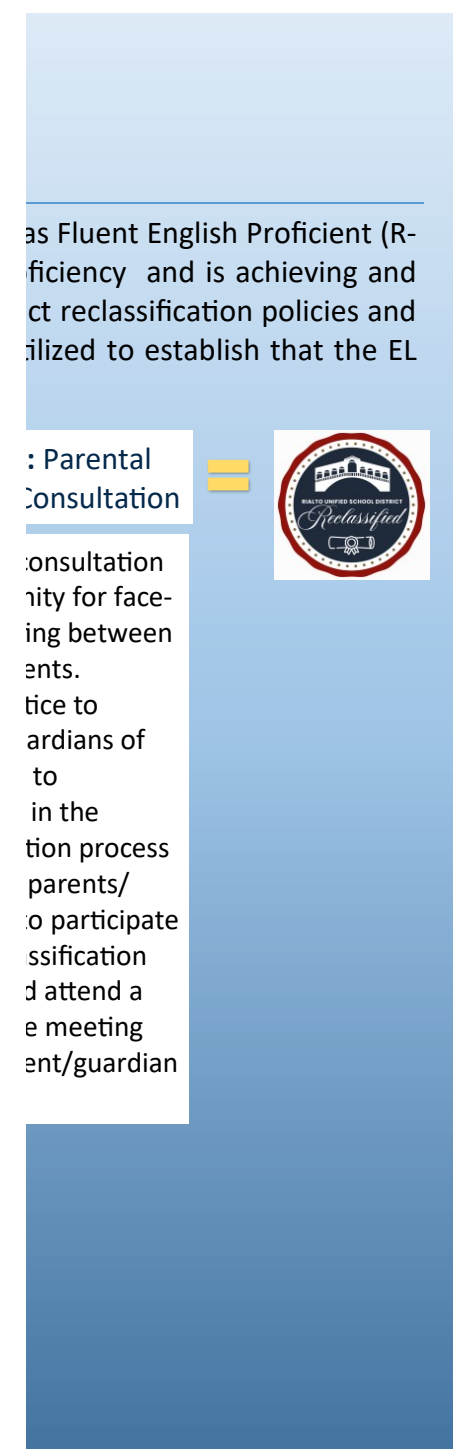 as Fluent English Proficient (R-
oficiency and is achieving and
ct reclassification policies and
tilized to establish that the EL
: Parental
Consultation
=
RIALTO UNIFIED SCHOOL DISTRICT
Reclassified
consultation
nity for face-
ing between
ents.
tice to
ardians of
to
in the
tion process
parents/
to participate
ssification
d attend a
e meeting
ent/guardian